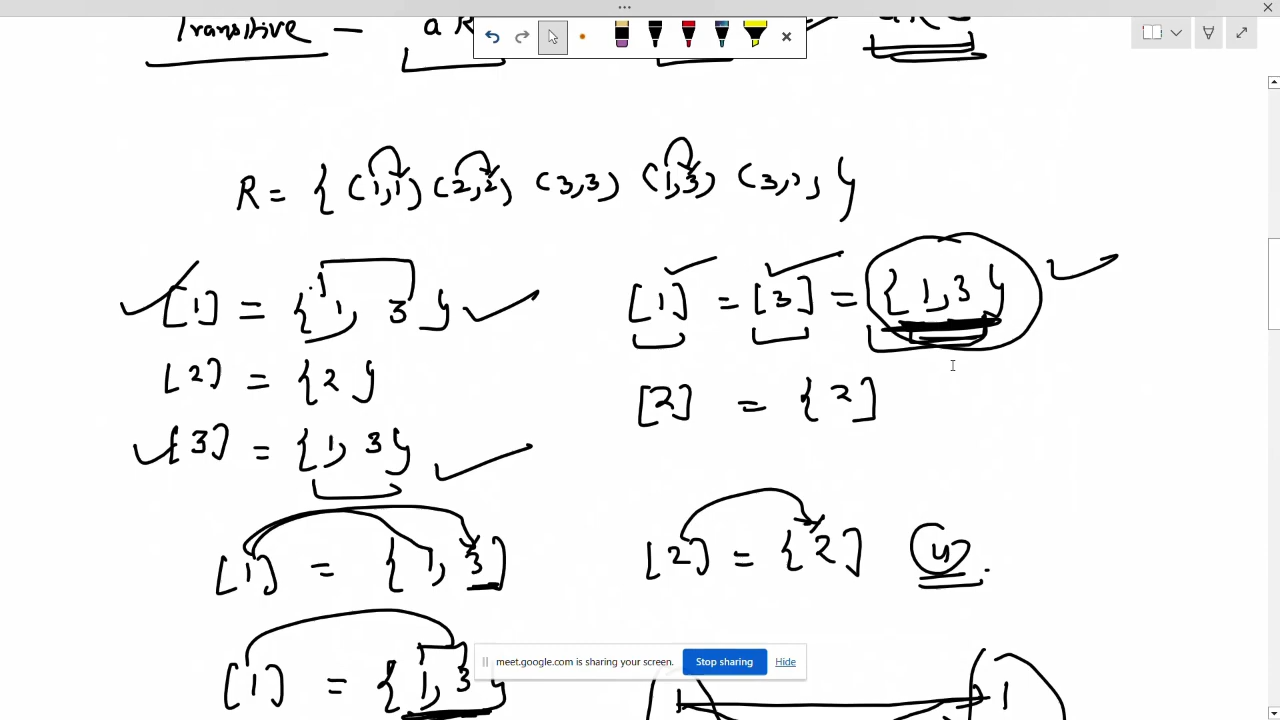 Transitive — a R
R = { (1,1) (2,2) (3,3) (1,3) (3, }
[1] = { 1, 3 } [1] = [3] = { 1,3 }
[2] = {2 } [2] = { 2]
[3] = { 1, 3 }
[1] = { 1, 3] [2] = { 2]
[1] = { 1, 3 }
meet.google.com is sharing your screen. Stop sharing Hide
1 1